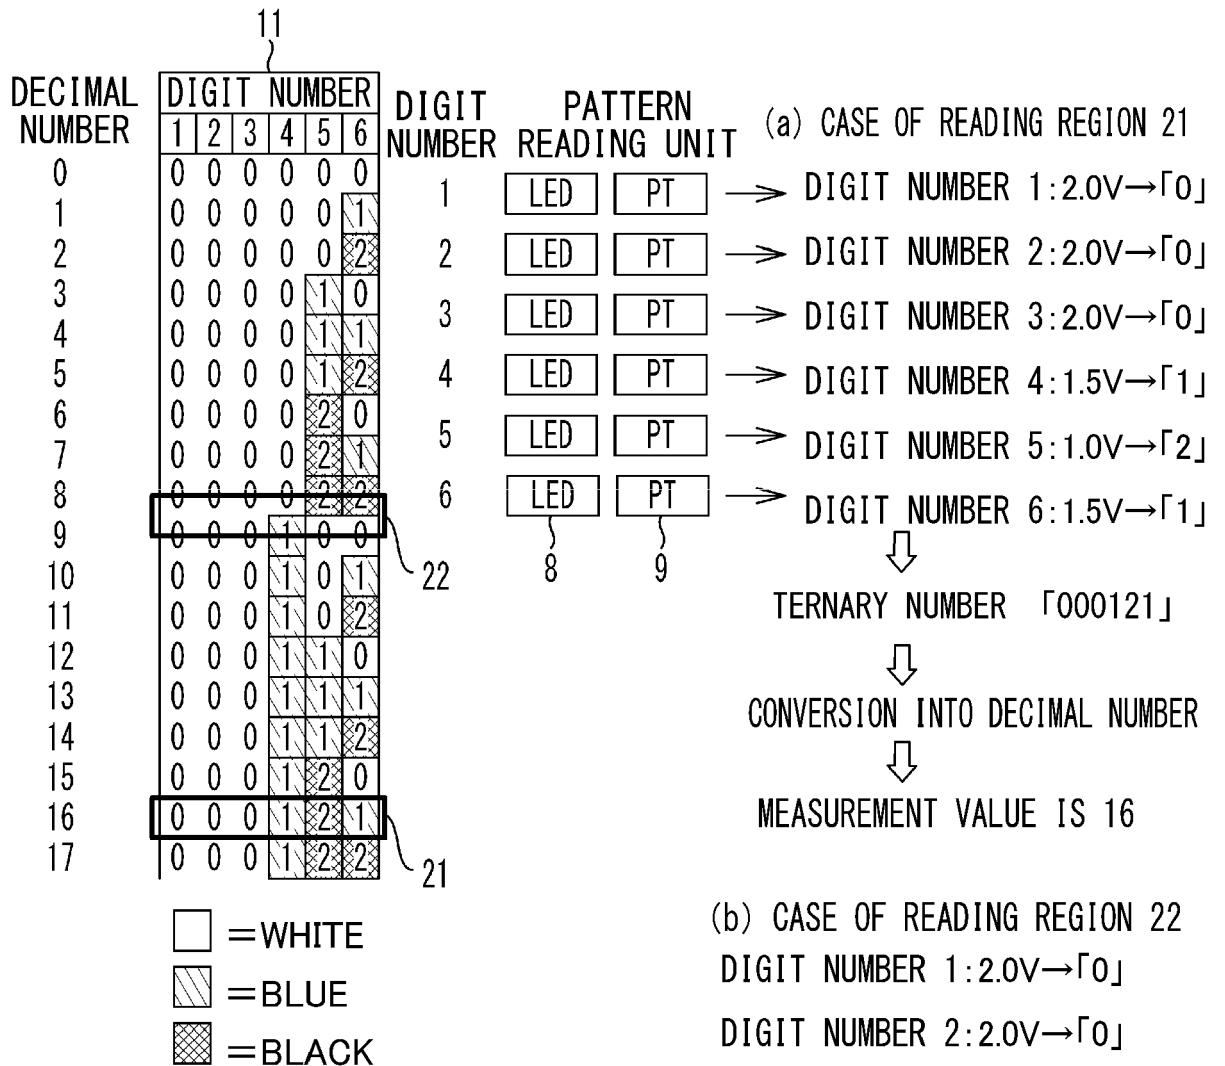 11
DECIMAL NUMBER
DIGIT NUMBER
1 2 3 4 5 6
0 0 0 0 0 0 0
1 0 0 0 0 0 1
2 0 0 0 0 0 2
3 0 0 0 0 1 0
4 0 0 0 0 1 1
5 0 0 0 0 1 2
6 0 0 0 0 2 0
7 0 0 0 0 2 1
8 0 0 0 0 2 2
9 0 0 0 1 0 0
10 0 0 0 1 0 1
11 0 0 0 1 0 2
12 0 0 0 1 1 0
13 0 0 0 1 1 1
14 0 0 0 1 1 2
15 0 0 0 1 2 0
16 0 0 0 1 2 1
17 0 0 0 1 2 2
22
21
=WHITE
=BLUE
=BLACK
DIGIT NUMBER
PATTERN
READING UNIT
1 LED PT
2 LED PT
3 LED PT
4 LED PT
5 LED PT
6 LED PT
8 9
(a) CASE OF READING REGION 21
DIGIT NUMBER 1:2.0V→「0」
DIGIT NUMBER 2:2.0V→「0」
DIGIT NUMBER 3:2.0V→「0」
DIGIT NUMBER 4:1.5V→「1」
DIGIT NUMBER 5:1.0V→「2」
DIGIT NUMBER 6:1.5V→「1」
TERNARY NUMBER 「000121」
CONVERSION INTO DECIMAL NUMBER
MEASUREMENT VALUE IS 16
(b) CASE OF READING REGION 22
DIGIT NUMBER 1:2.0V→「0」
DIGIT NUMBER 2:2.0V→「0」